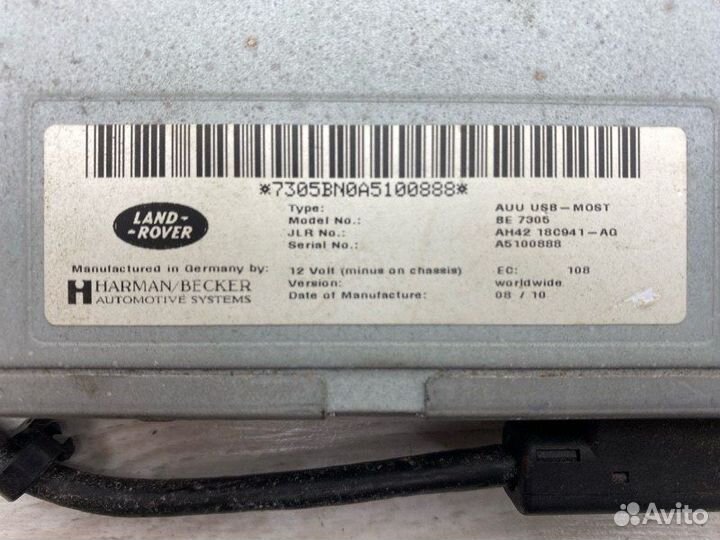 *7305BN0A5100888*
LAND-
-ROVER
Type: AUU USB-MOST
Model No.: BE 7305
JLR No.: AH42 18C941-AG
Serial No.: A5100888
Manufactured in Germany by: 12 Volt (minus on chassis) EC: 108
HARMAN/BECKER Version: worldwide
AUTOMOTIVE SYSTEMS Date of Manufacture: 08 / 10
Avito